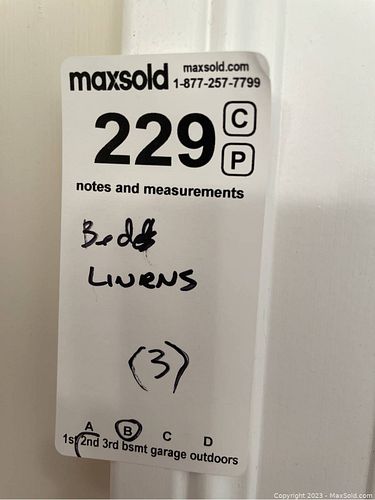 maxsold maxsold.com
1-877-257-7799
229 C
P
notes and measurements
Bedds
LINENS
(3)
A B C D
1st 2nd 3rd bsmt garage outdoors
Copyright 2023 - MaxSold.com